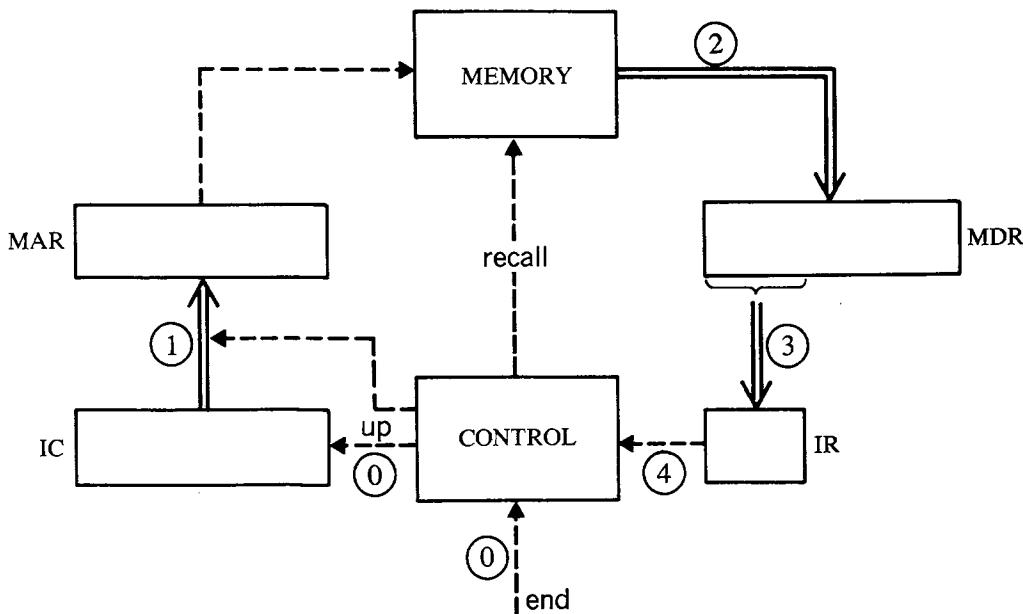 2
MEMORY
MAR
MDR
recall
1
3
IC
up
0
CONTROL
4
IR
0
end